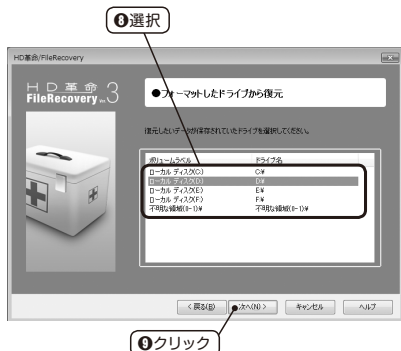 ❽選択
HD革命/FileRecovery
HD革命
FileRecovery Ver.3
●フォーマットしたドライブから復元
復元したいデータが保存されていたドライブを選択してください。
ボリュームラベル ドライブ名
ローカル ディスク(C:) C:¥
ローカル ディスク(D:) D:¥
ローカル ディスク(E:) E:¥
ローカル ディスク(F:) F:¥
不明な領域(0-1)¥ 不明な領域(0-1)¥
< 戻る(B) 次へ(N) > キャンセル ヘルプ
❾クリック